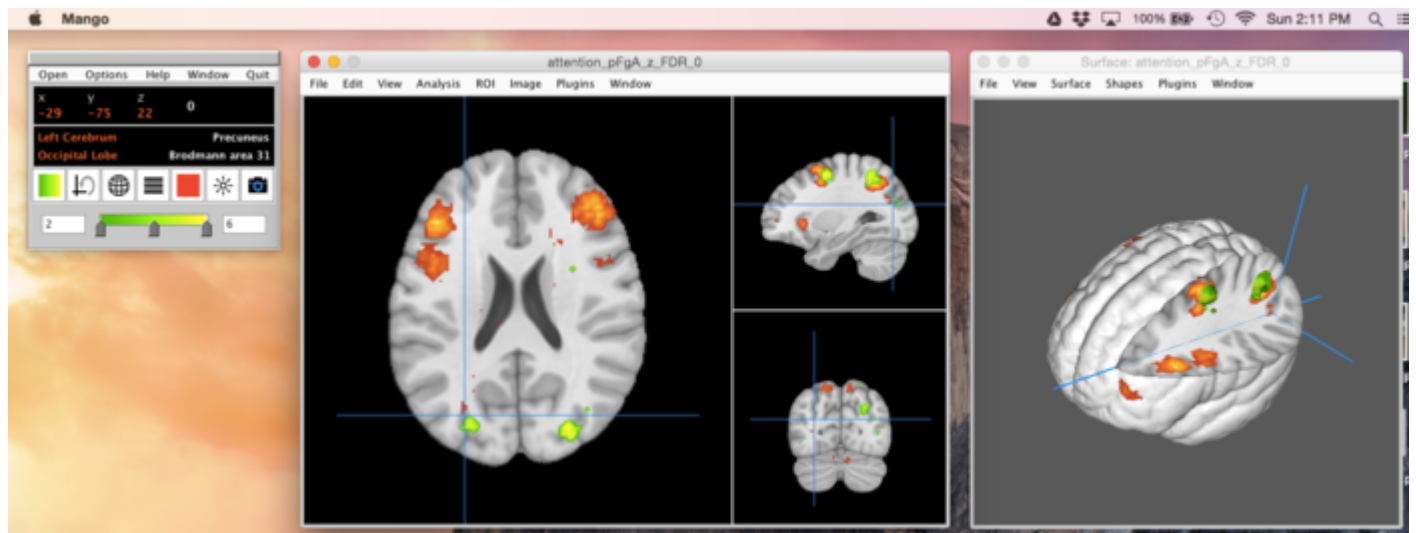 Mango 100% Sun 2:11 PM
Open Options Help Window Quit
x y z 0
-29 -75 22
Left Cerebrum Precuneus
Occipital Lobe Brodmann area 31
2 6
attention_pFgA_z_FDR_0
File Edit View Analysis ROI Image Plugins Window
Surface: attention_pFgA_z_FDR_0
File View Surface Shapes Plugins Window